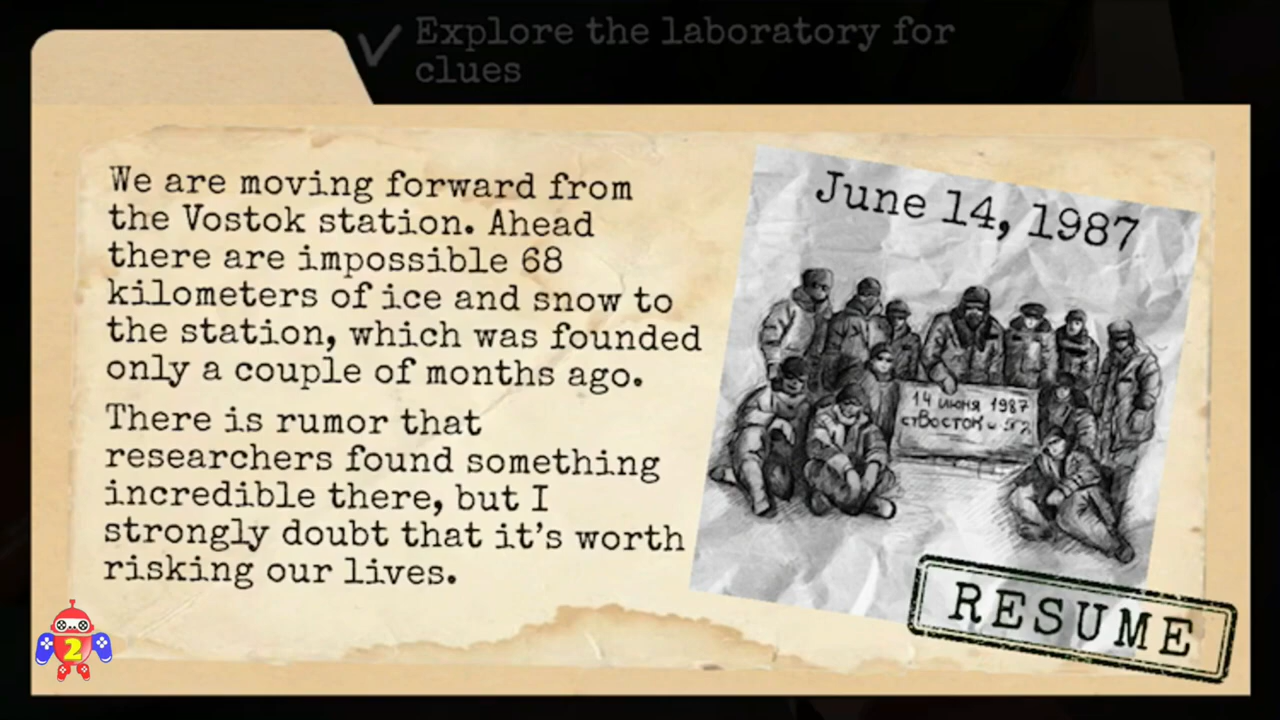 Explore the laboratory for
clues
We are moving forward from
the Vostok station. Ahead
there are impossible 68
kilometers of ice and snow to
the station, which was founded
only a couple of months ago.
There is rumor that
researchers found something
incredible there, but I
strongly doubt that it's worth
risking our lives.
June 14, 1987
14 июня 1987
стВосток
RESUME
2